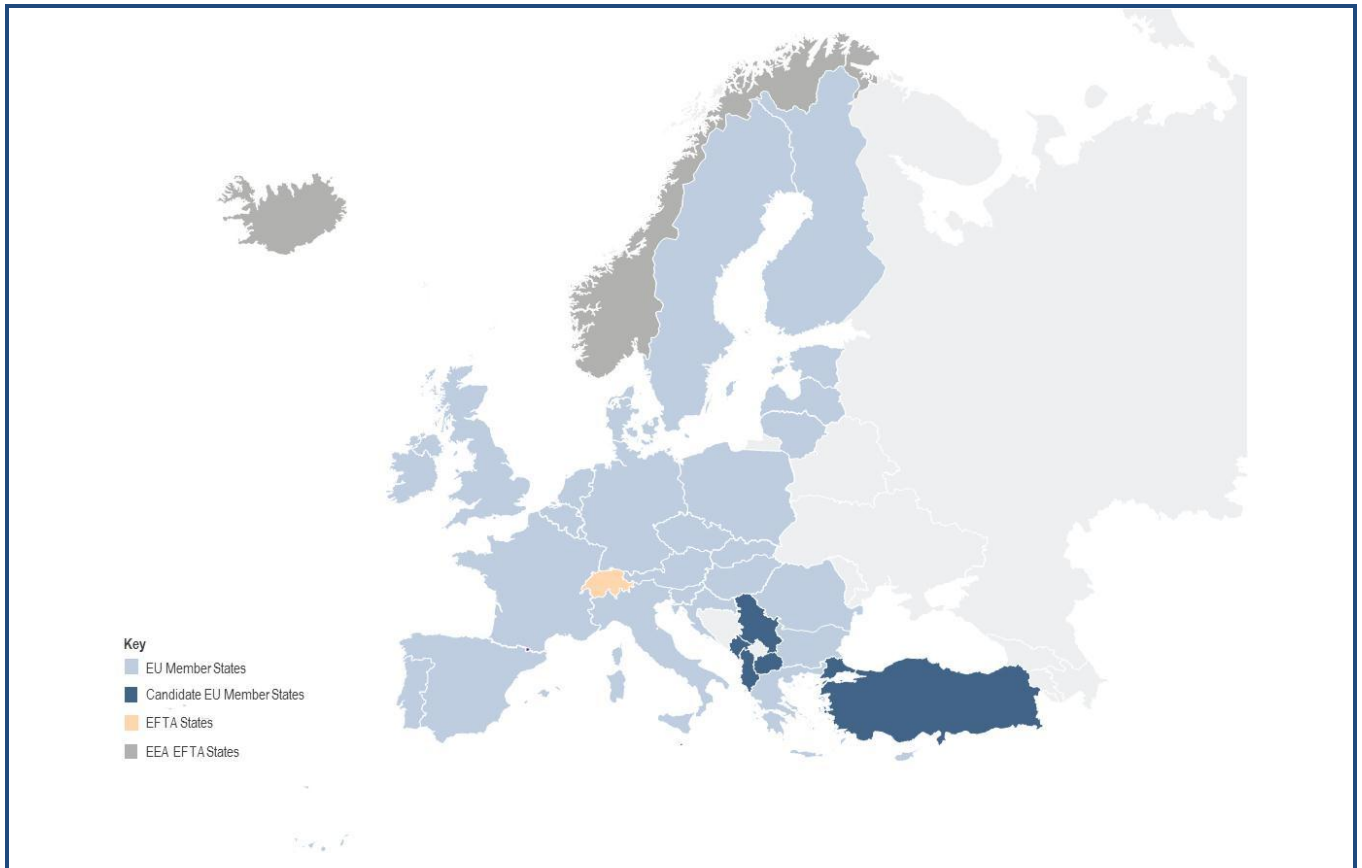 Key
EU Member States
Candidate EU Member States
EFTA States
EEA EFTA States